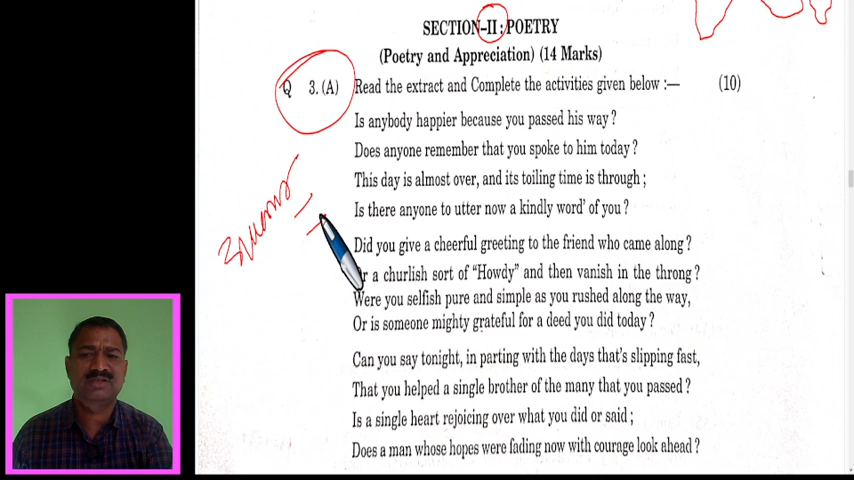 SECTION–II : POETRY
(Poetry and Appreciation) (14 Marks)
Q 3. (A) Read the extract and Complete the activities given below :— (10)
Is anybody happier because you passed his way ?
Does anyone remember that you spoke to him today ?
This day is almost over, and its toiling time is through ;
Is there anyone to utter now a kindly word' of you ?
Did you give a cheerful greeting to the friend who came along ?
a churlish sort of "Howdy" and then vanish in the throng ?
Were you selfish pure and simple as you rushed along the way,
Or is someone mighty grateful for a deed you did today ?
Can you say tonight, in parting with the days that's slipping fast,
That you helped a single brother of the many that you passed ?
Is a single heart rejoicing over what you did or said ;
Does a man whose hopes were fading now with courage look ahead ?